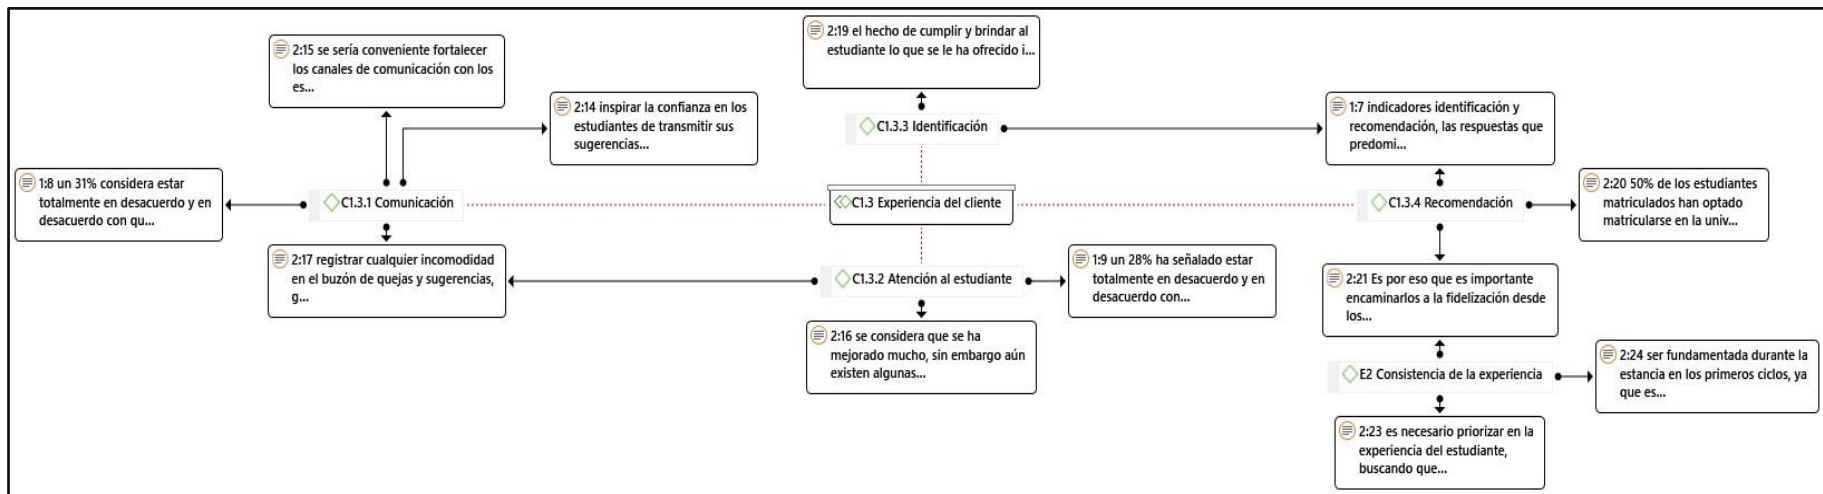 2:19 el hecho de cumplir y brindar al
estudiante lo que se le ha ofrecido i...
2:15 se sería conveniente fortalecer
los canales de comunicación con los
es...
2:14 inspirar la confianza en los
estudiantes de transmitir sus
sugerencias...
C1.3.3 Identificación
1:7 indicadores identificación y
recomendación, las respuestas que
predomi...
1:8 un 31% considera estar
totalmente en desacuerdo y en
desacuerdo con qu...
C1.3.1 Comunicación
C1.3 Experiencia del cliente
C1.3.4 Recomendación
2:20 50% de los estudiantes
matriculados han optado
matricularse en la univ...
2:17 registrar cualquier incomodidad
en el buzón de quejas y sugerencias,
g...
C1.3.2 Atención al estudiante
1:9 un 28% ha señalado estar
totalmente en desacuerdo y en
desacuerdo con...
2:21 Es por eso que es importante
encaminarlos a la fidelización desde
los...
2:16 se considera que se ha
mejorado mucho, sin embargo aún
existen algunas...
E2 Consistencia de la experiencia
2:24 ser fundamentada durante la
estancia en los primeros ciclos, ya
que es...
2:23 es necesario priorizar en la
experiencia del estudiante,
buscando que...